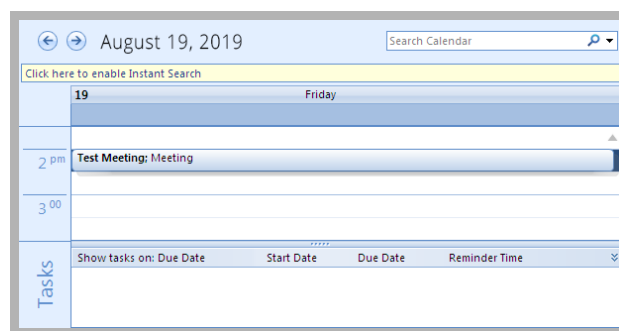 August 19, 2019
Search Calendar
Click here to enable Instant Search
19 Friday
2 pm Test Meeting; Meeting
3 00
Tasks
Show tasks on: Due Date Start Date Due Date Reminder Time